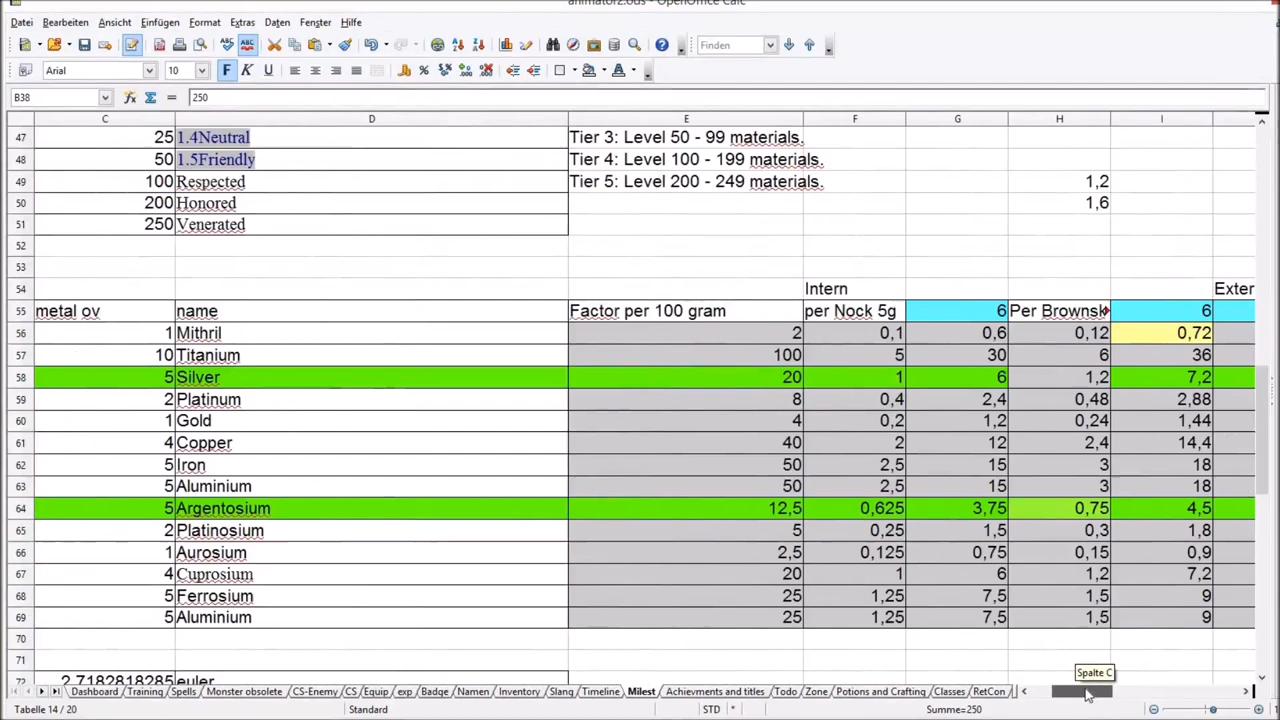 animator2.ods - OpenOffice Calc
Datei Bearbeiten Ansicht Einfügen Format Extras Daten Fenster Hilfe
Finden
Arial 10 F K U
B38 250
C D E F G H I
47 25 1.4Neutral Tier 3: Level 50 - 99 materials.
48 50 1.5Friendly Tier 4: Level 100 - 199 materials.
49 100 Respected Tier 5: Level 200 - 249 materials. 1,2
50 200 Honored 1,6
51 250 Venerated
52
53
54 Intern Exter
55 metal ov name Factor per 100 gram per Nock 5g 6 Per Brownsk 6
56 1 Mithril 2 0,1 0,6 0,12 0,72
57 10 Titanium 100 5 30 6 36
58 5 Silver 20 1 6 1,2 7,2
59 2 Platinum 8 0,4 2,4 0,48 2,88
60 1 Gold 4 0,2 1,2 0,24 1,44
61 4 Copper 40 2 12 2,4 14,4
62 5 Iron 50 2,5 15 3 18
63 5 Aluminium 50 2,5 15 3 18
64 5 Argentosium 12,5 0,625 3,75 0,75 4,5
65 2 Platinosium 5 0,25 1,5 0,3 1,8
66 1 Aurosium 2,5 0,125 0,75 0,15 0,9
67 4 Cuprosium 20 1 6 1,2 7,2
68 5 Ferrosium 25 1,25 7,5 1,5 9
69 5 Aluminium 25 1,25 7,5 1,5 9
70
71
72 2,7182818285 euler
Spalte C
Dashboard Training Spells Monster obsolete CS-Enemy CS Equip exp Badge Namen Inventory Slang Timeline Milest Achievments and titles Todo Zone Potions and Crafting Classes RetCon
Tabelle 14 / 20 Standard STD * Summe=250